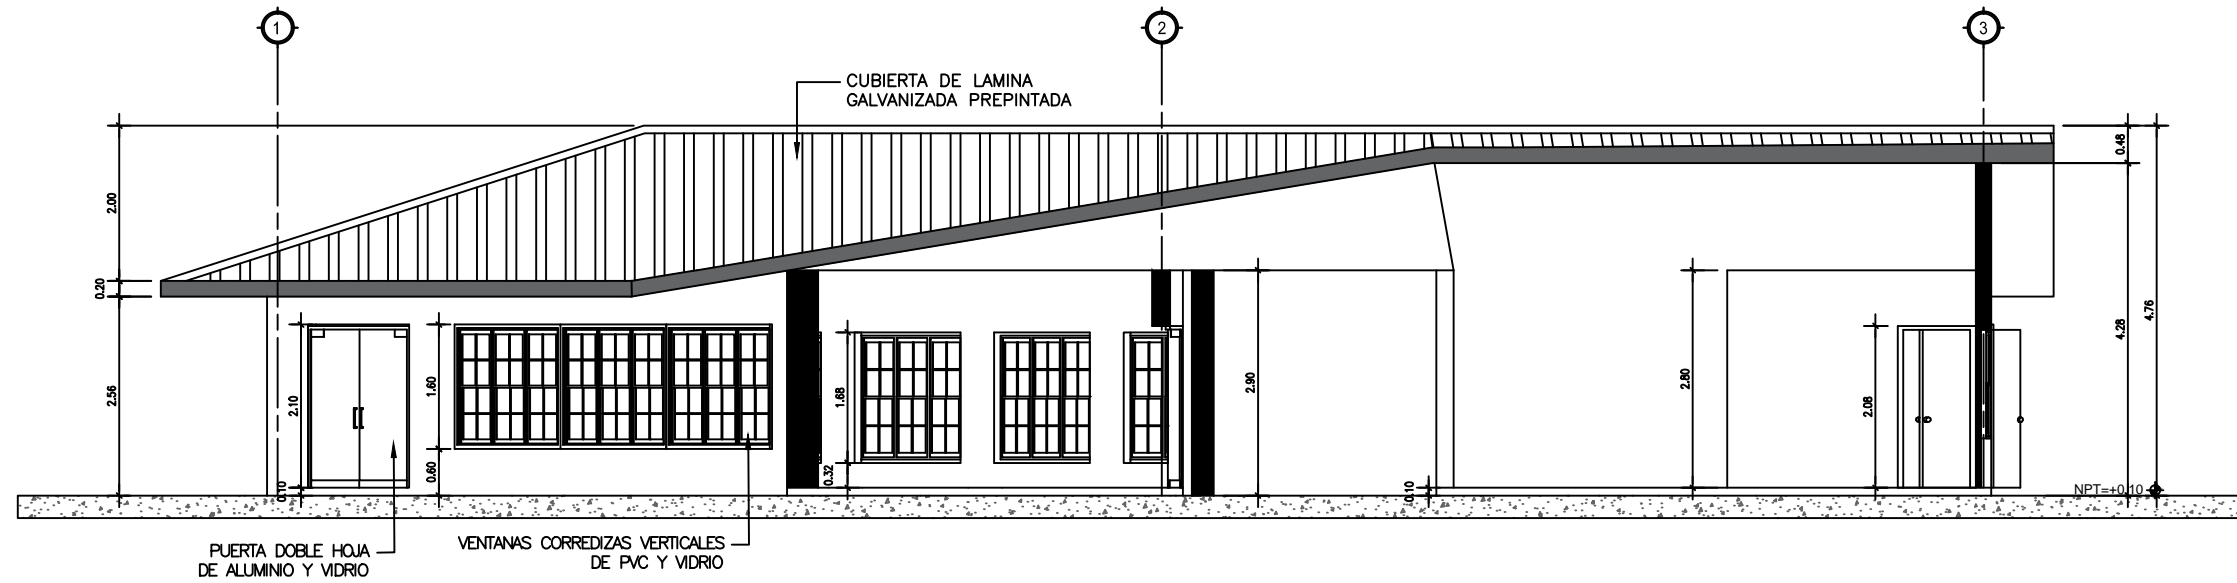 1
2
3
CUBIERTA DE LAMINA
GALVANIZADA PREPINTADA
2.00
0.20
2.56
2.10
0.10
1.60
0.60
1.68
0.32
2.90
0.10
2.80
2.08
0.48
4.28
4.76
NPT=+0.10
PUERTA DOBLE HOJA
DE ALUMINIO Y VIDRIO
VENTANAS CORREDIZAS VERTICALES
DE PVC Y VIDRIO